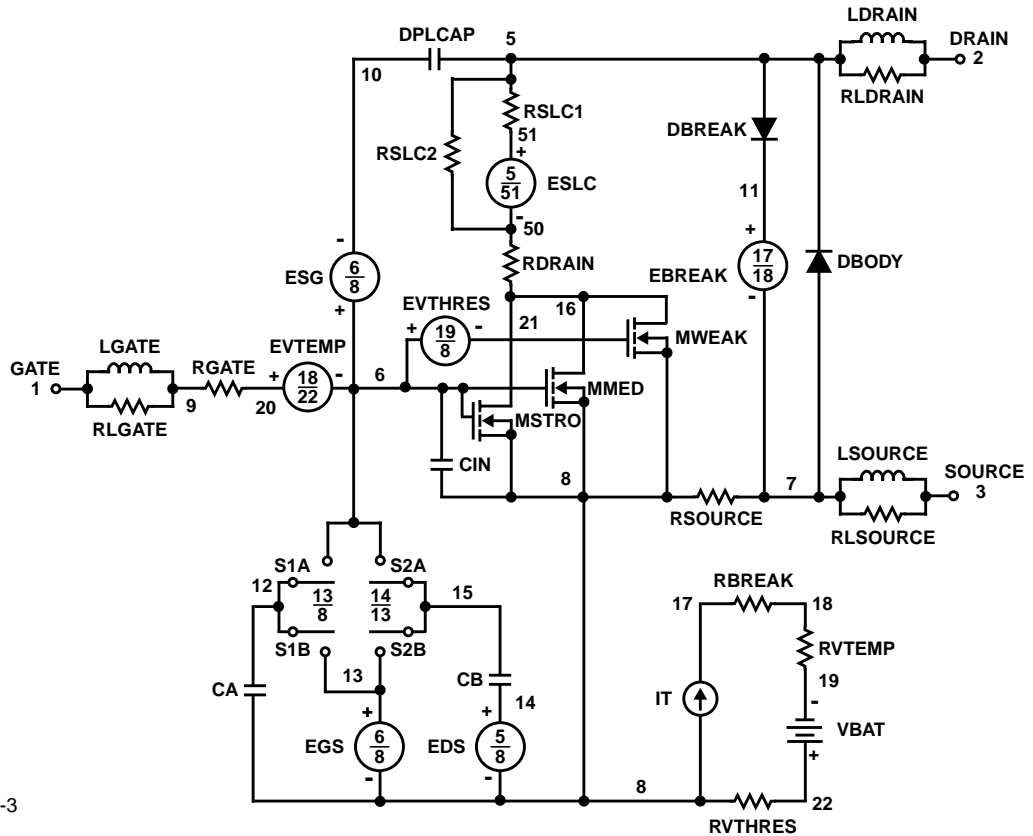 LDRAIN
DPLCAP 5 DRAIN
2
10
RLDRAIN
RSLC1
DBREAK
51
RSLC2
+
5
51
ESLC
11
-
50
-
+
17
18
EBREAK
DBODY
RDRAIN
6
8
ESG
-
16
EVTHRES
+
21
+
19
8
-
MWEAK
LGATE
EVTEMP
GATE
1
RGATE
+
18
22
-
6
MMED
9
20
RLGATE
MSTRO
LSOURCE
CIN
8
7
SOURCE
3
RSOURCE
RLSOURCE
S1A
S2A
12
13
8
14
13
15
RBREAK
17
18
S1B
S2B
RVTEMP
13
CB
CA
19
14
IT
-
+
+
VBAT
EGS
6
8
EDS
5
8
+
-
-
8
22
-3
RVTHRES